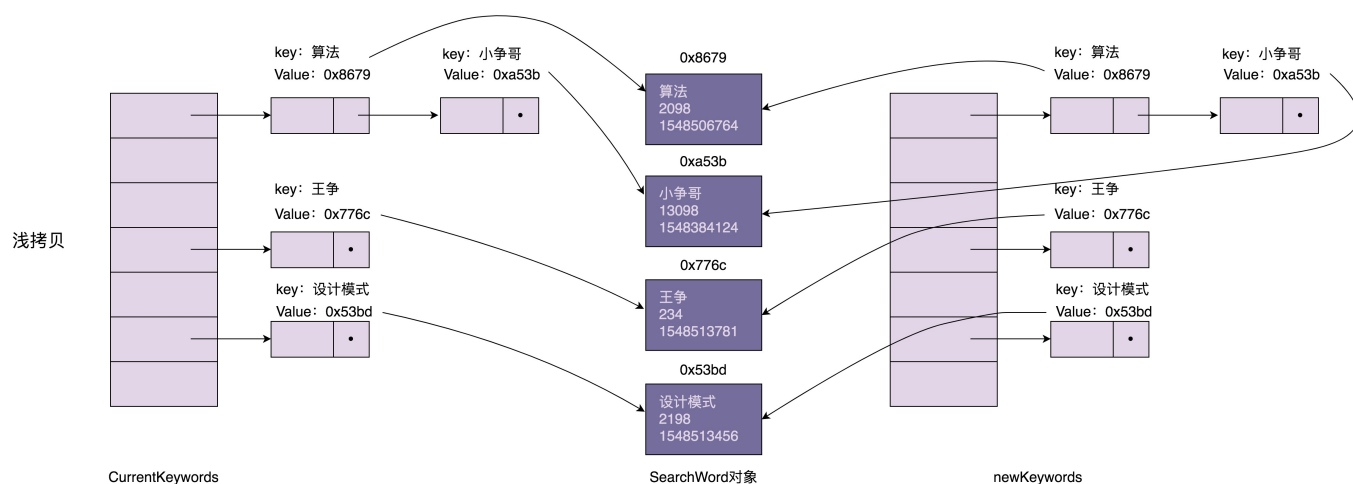 浅拷贝
key：算法
Value：0x8679
key：小争哥
Value：0xa53b
key：王争
Value：0x776c
key：设计模式
Value：0x53bd
CurrentKeywords
0x8679
算法
2098
1548506764
0xa53b
小争哥
13098
1548384124
0x776c
王争
234
1548513781
0x53bd
设计模式
2198
1548513456
SearchWord对象
key：算法
Value：0x8679
key：小争哥
Value：0xa53b
key：王争
Value：0x776c
key：设计模式
Value：0x53bd
newKeywords